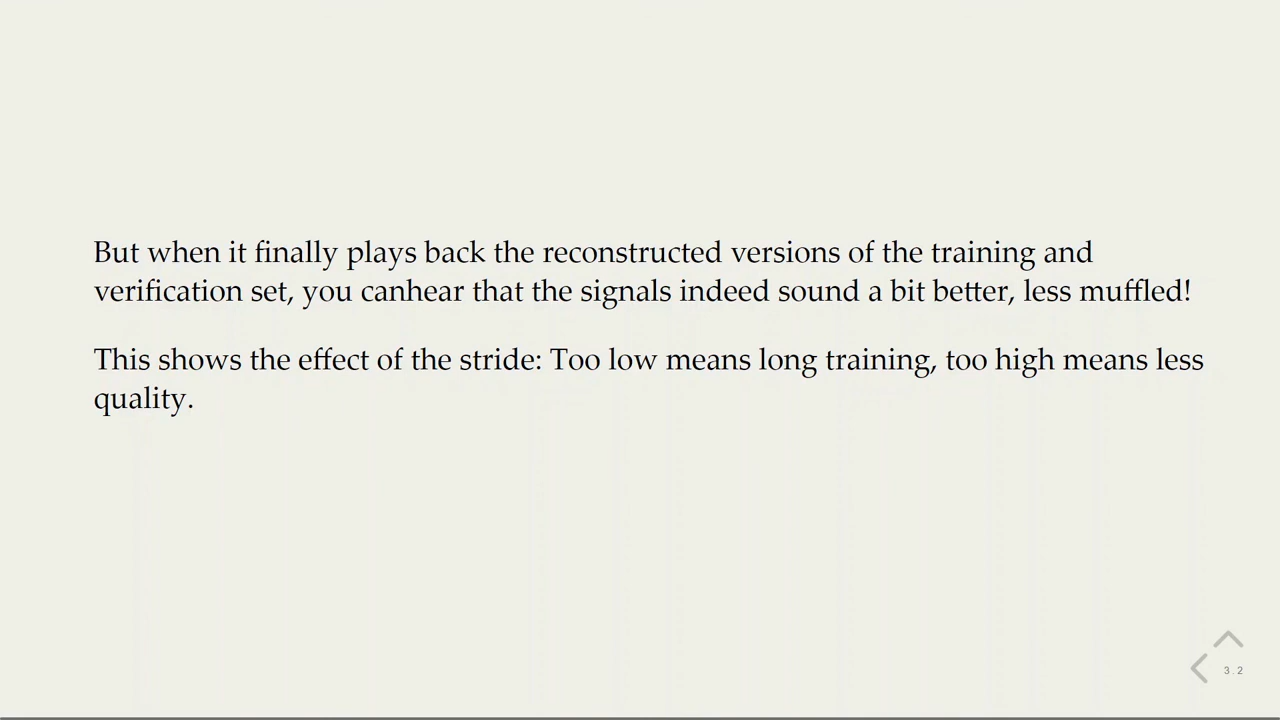 But when it finally plays back the reconstructed versions of the training and
verification set, you canhear that the signals indeed sound a bit better, less muffled!
This shows the effect of the stride: Too low means long training, too high means less
quality.
3.2